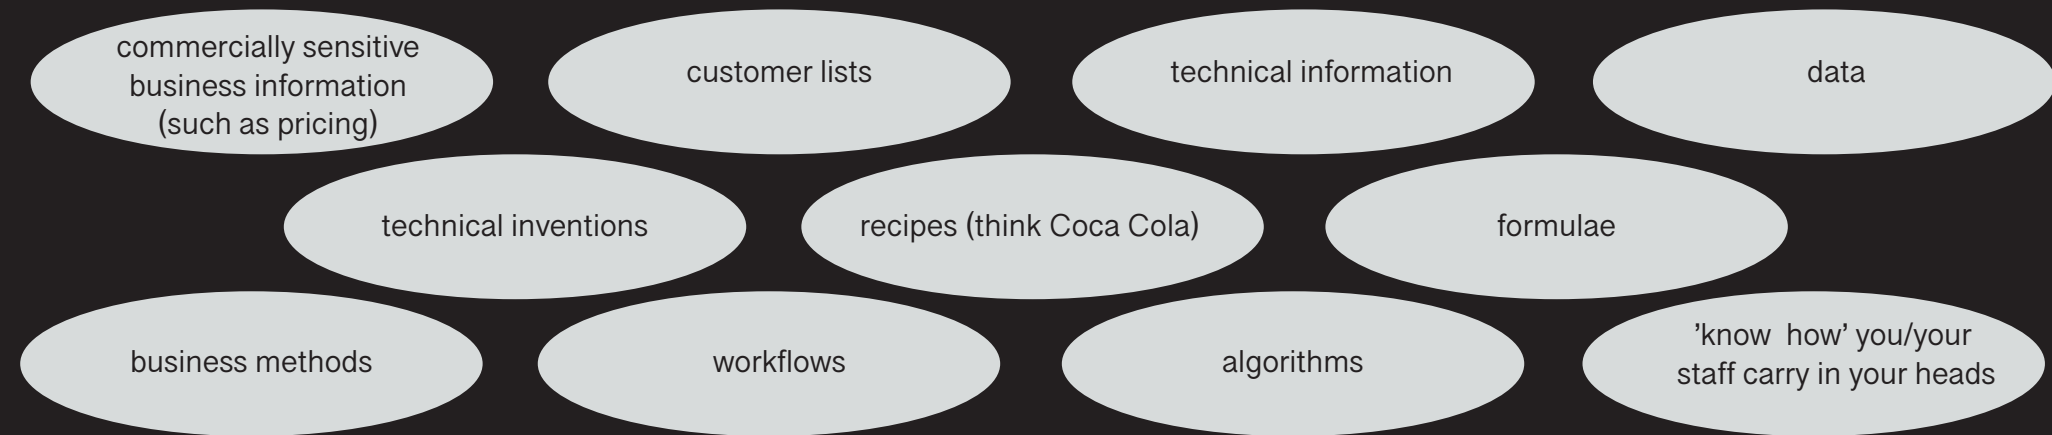 commercially sensitive
business information
(such as pricing)
customer lists
technical information
data
technical inventions
recipes (think Coca Cola)
formulae
business methods
workflows
algorithms
’know  how’ you/your
staff carry in your heads